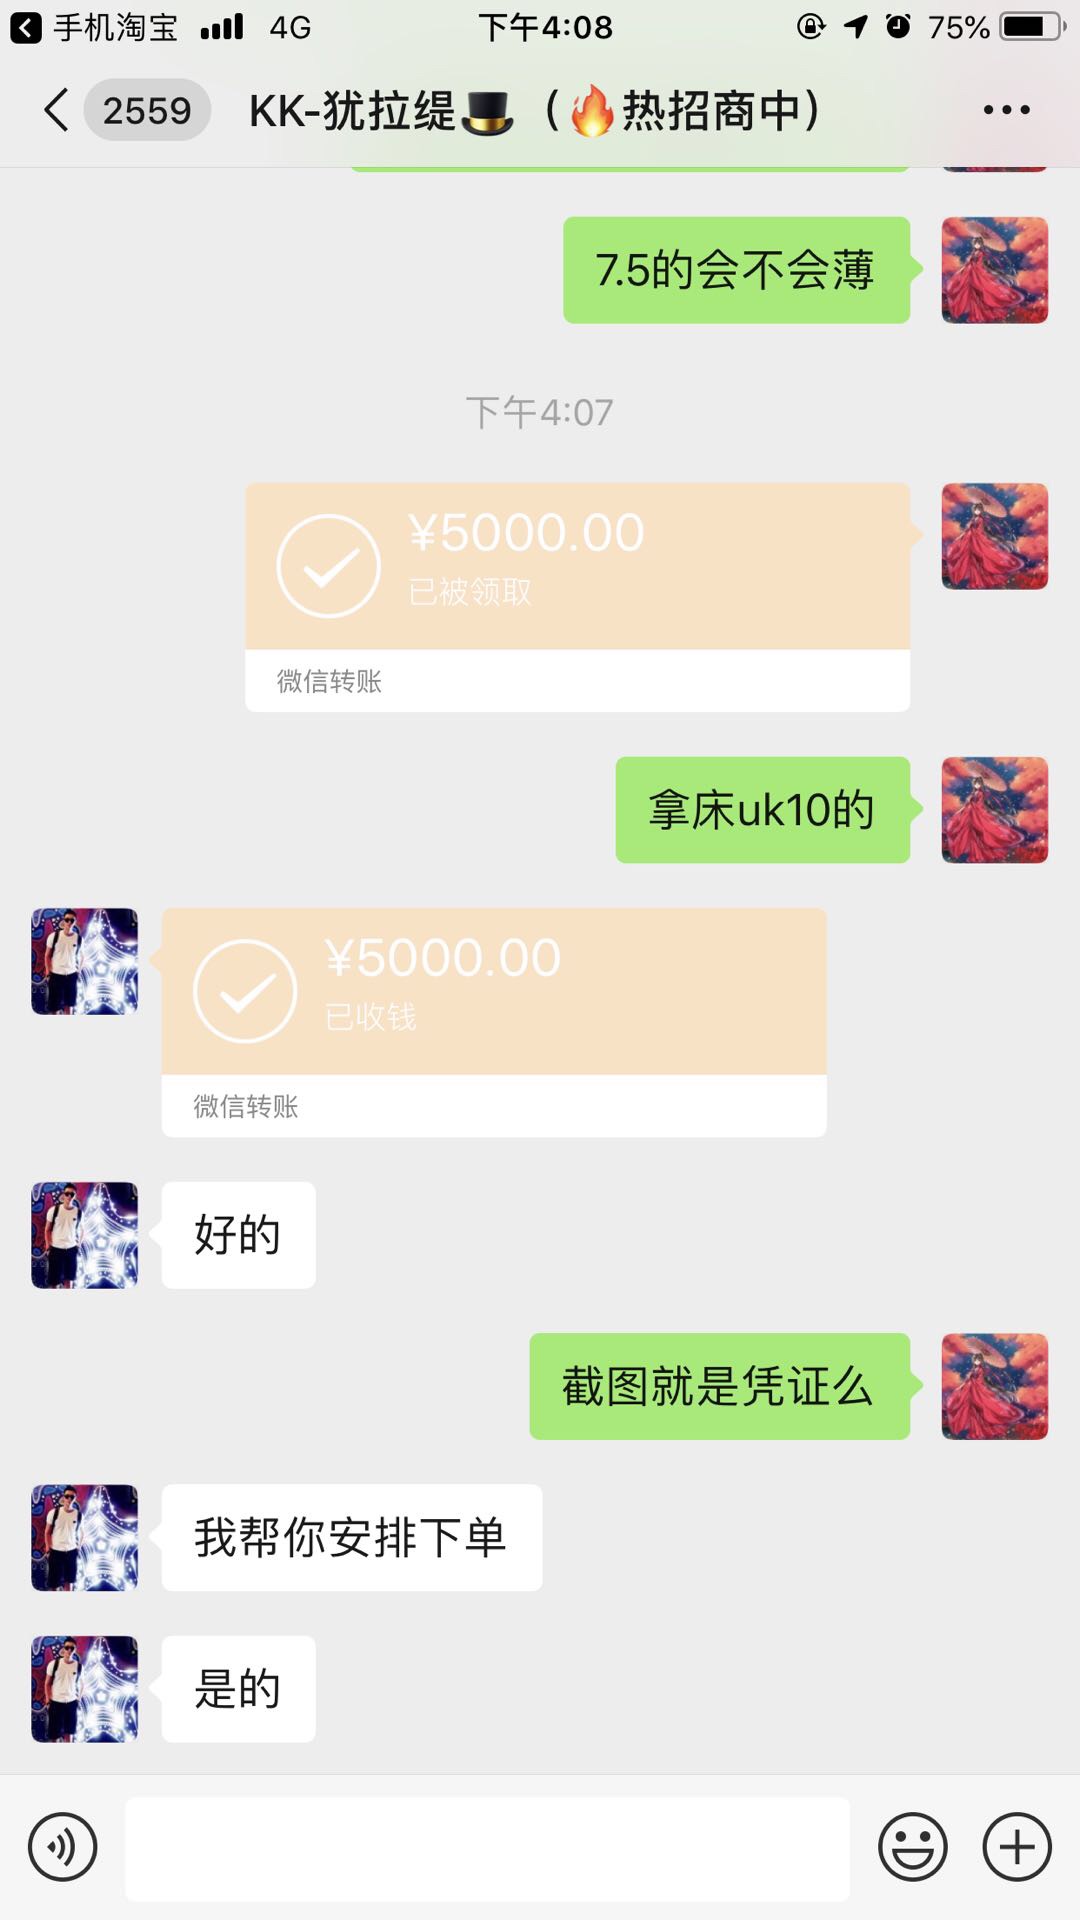 手机淘宝 4G 下午4:08 75%
2559 KK-犹拉缇🎩（🔥热招商中）
7.5的会不会薄
下午4:07
¥5000.00
已被领取
微信转账
拿床uk10的
¥5000.00
已收钱
微信转账
好的
截图就是凭证么
我帮你安排下单
是的